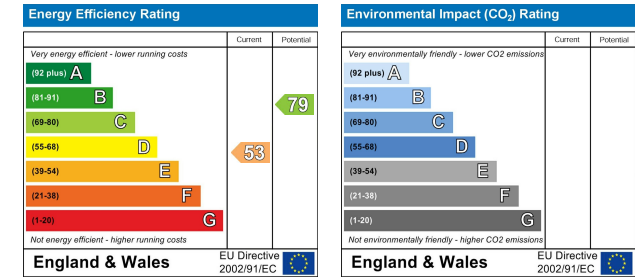 Energy Efficiency Rating
Current Potential
Very energy efficient - lower running costs
(92 plus) A
(81-91) B
79
(69-80) C
(55-68) D
53
(39-54) E
(21-38) F
(1-20) G
Not energy efficient - higher running costs
England & Wales
EU Directive
2002/91/EC
Environmental Impact (CO2) Rating
Current Potential
Very environmentally friendly - lower CO2 emissions
(92 plus) A
(81-91) B
(69-80) C
(55-68) D
(39-54) E
(21-38) F
(1-20) G
Not environmentally friendly - higher CO2 emissions
England & Wales
EU Directive
2002/91/EC